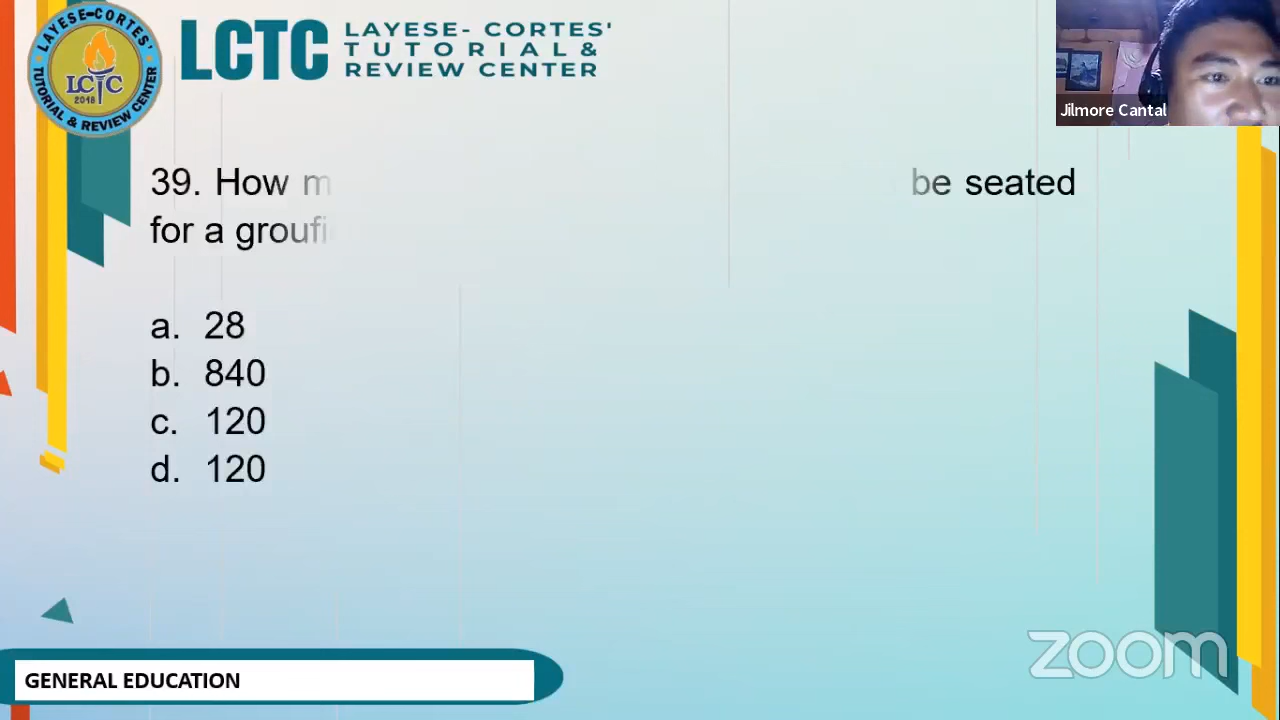 LAYESE-CORTES'
TUTORIAL & REVIEW CENTER
LCTC
2018
LCTC
LAYESE- CORTES'
TUTORIAL &
REVIEW CENTER
Jilmore Cantal
39. How be seated
for a
a. 28
b. 840
c. 120
d. 120
zoom
GENERAL EDUCATION